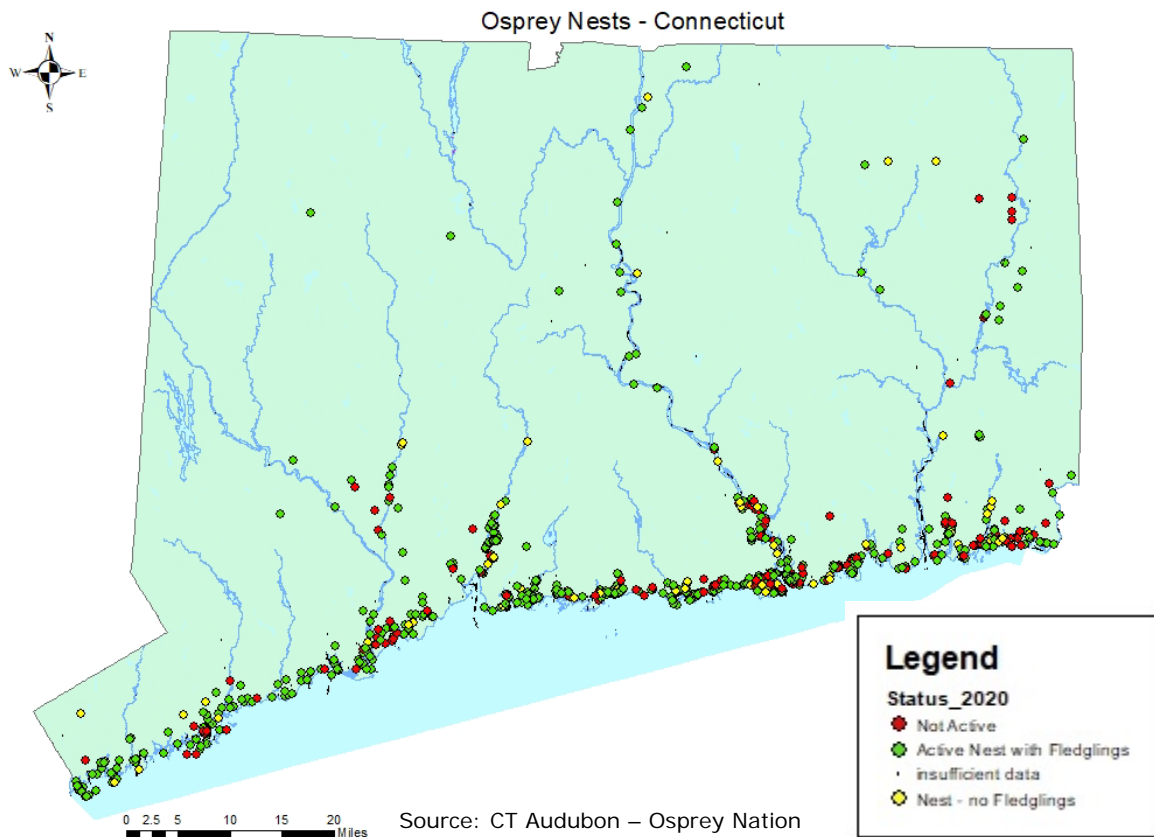 Osprey Nests - Connecticut
N
W E
S
Legend
Status_2020
Not Active
Active Nest with Fledglings
insufficient data
Nest - no Fledglings
0 2.5 5 10 15 20
Miles
Source: CT Audubon – Osprey Nation